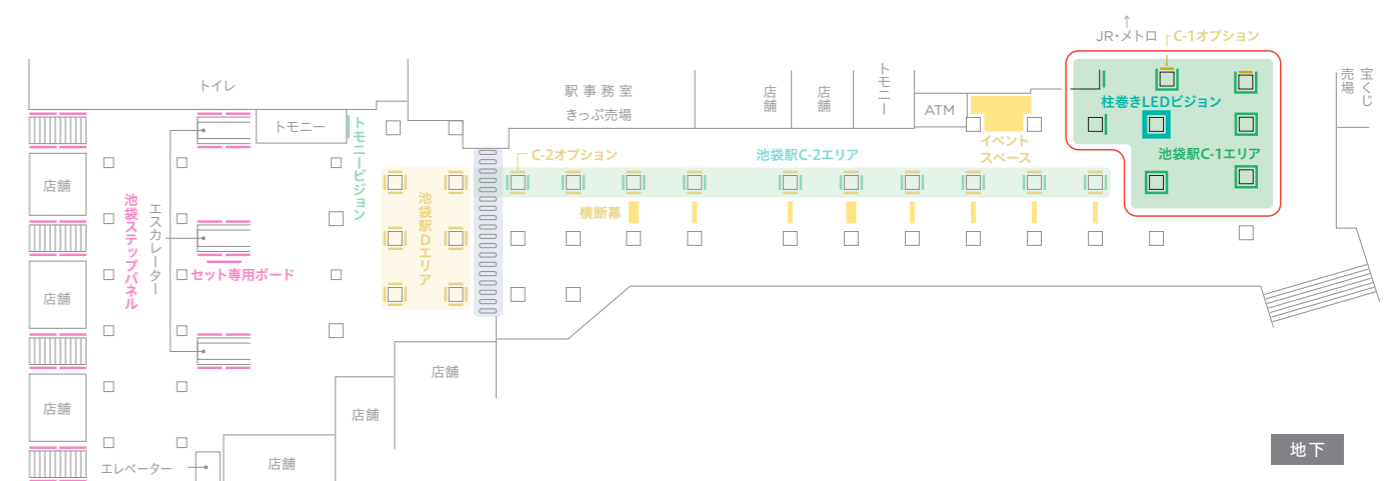 ↑
JR・メトロ
C-1オプション
トイレ
トモニー
トモニービジョン
駅事務室
きっぷ売場
店舗
店舗
トモニー
ATM
イベント
スペース
柱巻きLEDビジョン
池袋駅C-1エリア
宝くじ
売場
C-2オプション
池袋駅C-2エリア
横断幕
池袋駅Dエリア
店舗
池袋ステップパネル
エスカレーター
セット専用ボード
店舗
店舗
店舗
店舗
店舗
エレベーター
地下